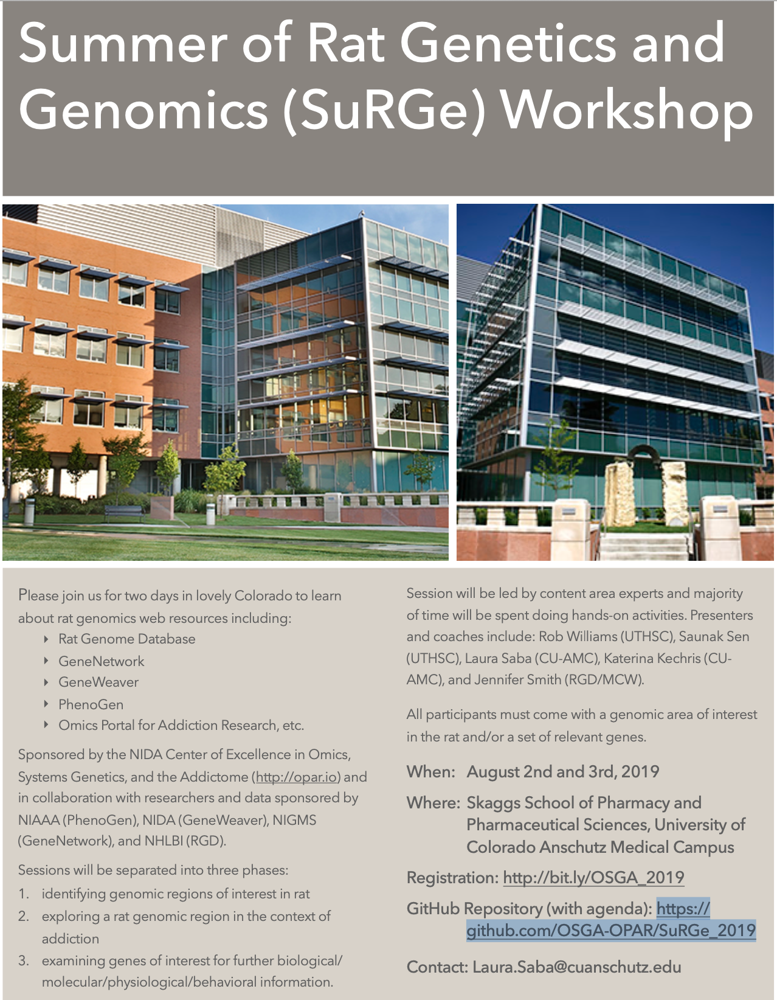 Summer of Rat Genetics and
Genomics (SuRGe) Workshop
Please join us for two days in lovely Colorado to learn
about rat genomics web resources including:
Rat Genome Database
GeneNetwork
GeneWeaver
PhenoGen
Omics Portal for Addiction Research, etc.
Sponsored by the NIDA Center of Excellence in Omics,
Systems Genetics, and the Addictome (http://opar.io) and
in collaboration with researchers and data sponsored by
NIAAA (PhenoGen), NIDA (GeneWeaver), NIGMS
(GeneNetwork), and NHLBI (RGD).
Sessions will be separated into three phases:
1. identifying genomic regions of interest in rat
2. exploring a rat genomic region in the context of
addiction
3. examining genes of interest for further biological/
molecular/physiological/behavioral information.
Session will be led by content area experts and majority
of time will be spent doing hands-on activities. Presenters
and coaches include: Rob Williams (UTHSC), Saunak Sen
(UTHSC), Laura Saba (CU-AMC), Katerina Kechris (CU-
AMC), and Jennifer Smith (RGD/MCW).
All participants must come with a genomic area of interest
in the rat and/or a set of relevant genes.
When: August 2nd and 3rd, 2019
Where: Skaggs School of Pharmacy and
Pharmaceutical Sciences, University of
Colorado Anschutz Medical Campus
Registration: http://bit.ly/OSGA_2019
GitHub Repository (with agenda): https://
github.com/OSGA-OPAR/SuRGe_2019
Contact: Laura.Saba@cuanschutz.edu